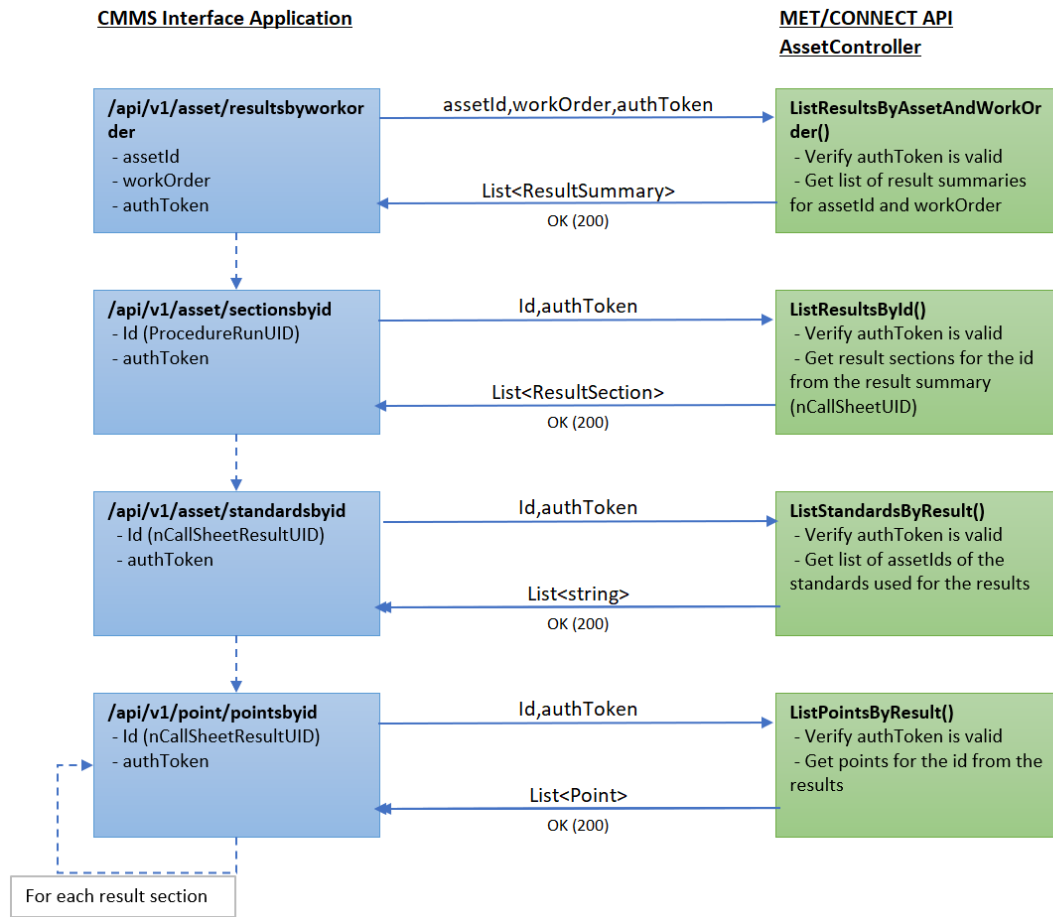 CMMS Interface Application
MET/CONNECT API
AssetController
/api/v1/asset/resultsbyworko
rder
- assetId
- workOrder
- authToken
assetId,workOrder,authToken
List<ResultSummary>
OK (200)
ListResultsByAssetAndWorkOr
der()
- Verify authToken is valid
- Get list of result summaries
for assetId and workOrder
/api/v1/asset/sectionsbyid
- Id (ProcedureRunUID)
- authToken
Id,authToken
List<ResultSection>
OK (200)
ListResultsById()
- Verify authToken is valid
- Get result sections for the id
from the result summary
(nCallSheetUID)
/api/v1/asset/standardsbyid
- Id (nCallSheetResultUID)
- authToken
Id,authToken
List<string>
OK (200)
ListStandardsByResult()
- Verify authToken is valid
- Get list of assetIds of the
standards used for the results
/api/v1/point/pointsbyid
- Id (nCallSheetResultUID)
- authToken
Id,authToken
List<Point>
OK (200)
ListPointsByResult()
- Verify authToken is valid
- Get points for the id from the
results
For each result section